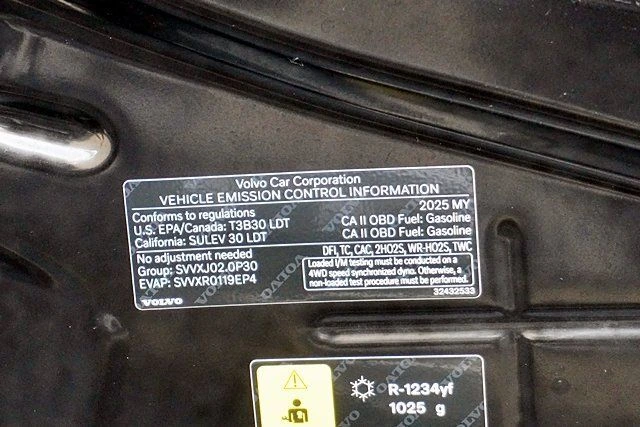 Volvo Car Corporation
VEHICLE EMISSION CONTROL INFORMATION
Conforms to regulations 2025 MY
U.S. EPA/Canada: T3B30 LDT CA II OBD Fuel: Gasoline
California: SULEV 30 LDT CA II OBD Fuel: Gasoline
No adjustment needed DFI, TC, CAC, 2HO2S, WR-HO2S, TWC
Group: SVVXJ02.0P30
EVAP: SVVXR0119EP4
Loaded I/M testing must be conducted on a
4WD speed synchronized dyno. Otherwise, a
non-loaded test procedure must be performed.
VOLVO 32432533
R-1234yf
1025 g